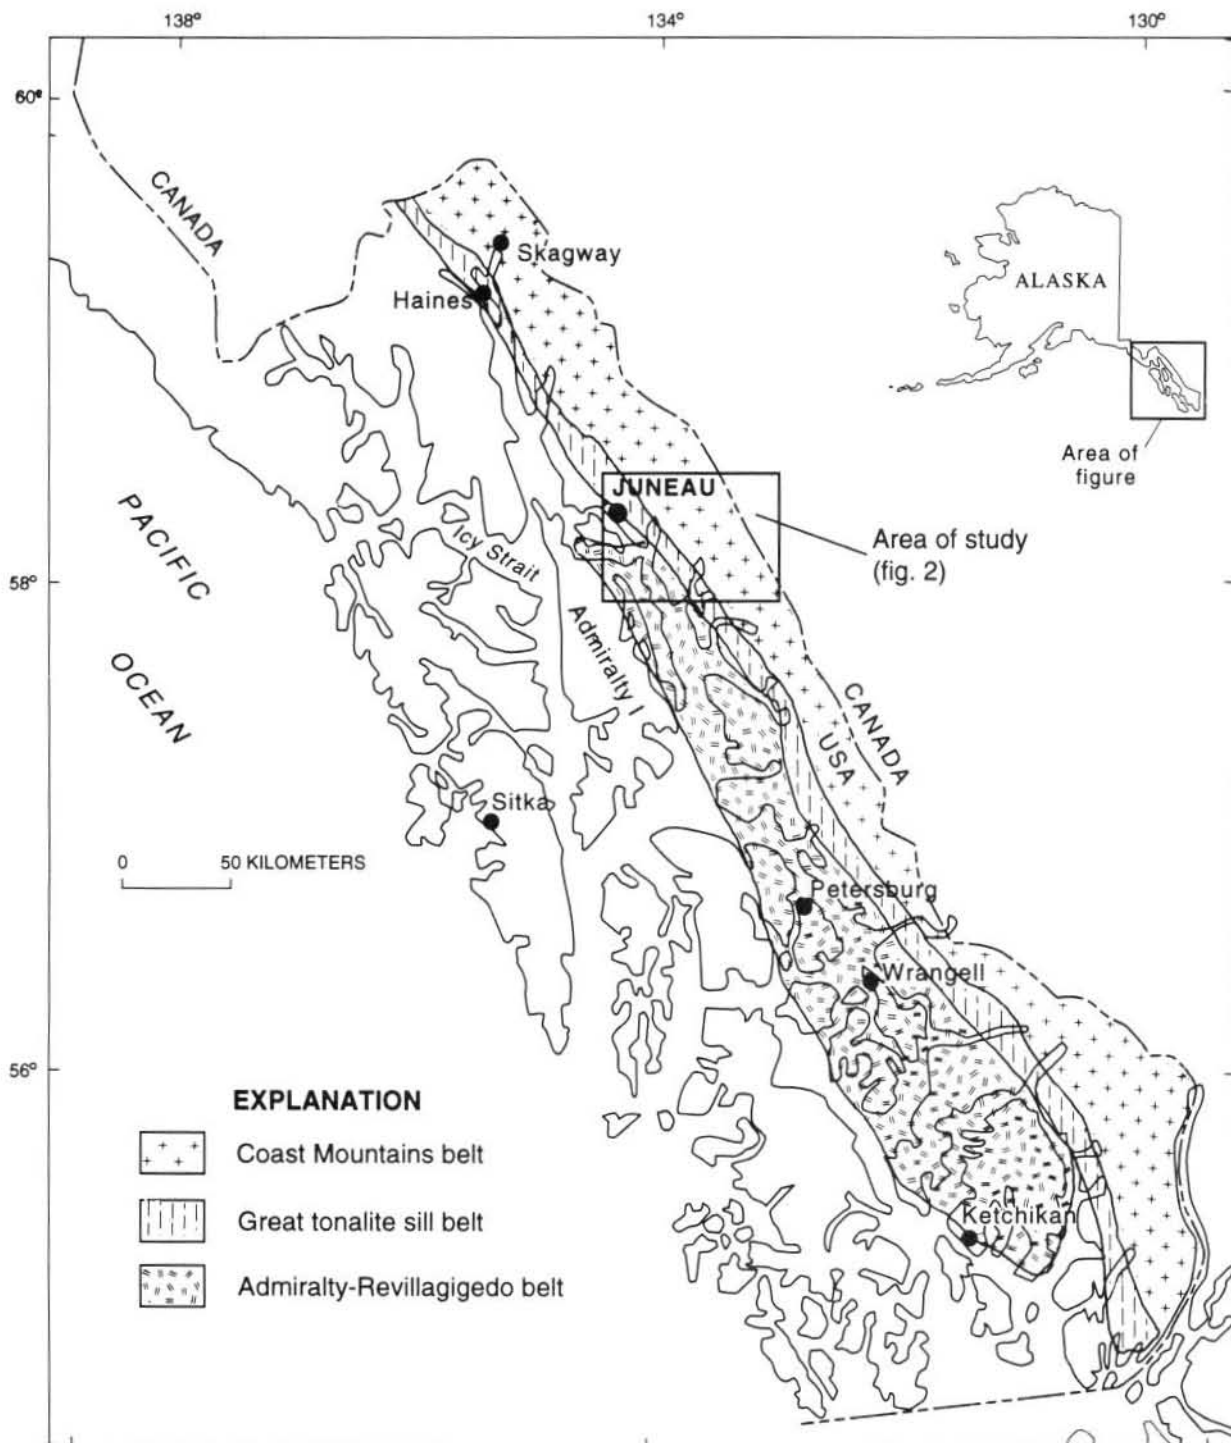 138°
134°
130°
60°
CANADA
Skagway
Haines
ALASKA
Area of
figure
JUNEAU
PACIFIC
OCEAN
Icy Strait
Area of study
(fig. 2)
58°
Admiralty I
CANADA
USA
Sitka
0 50 KILOMETERS
Petersburg
Wrangell
56°
EXPLANATION
Coast Mountains belt
Great tonalite sill belt
Admiralty-Revillagigedo belt
Ketchikan